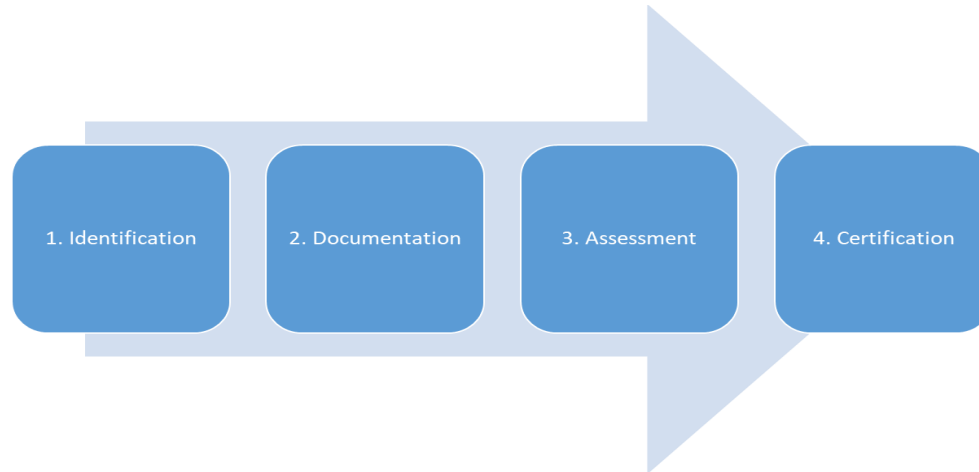 1. Identification
2. Documentation
3. Assessment
4. Certification